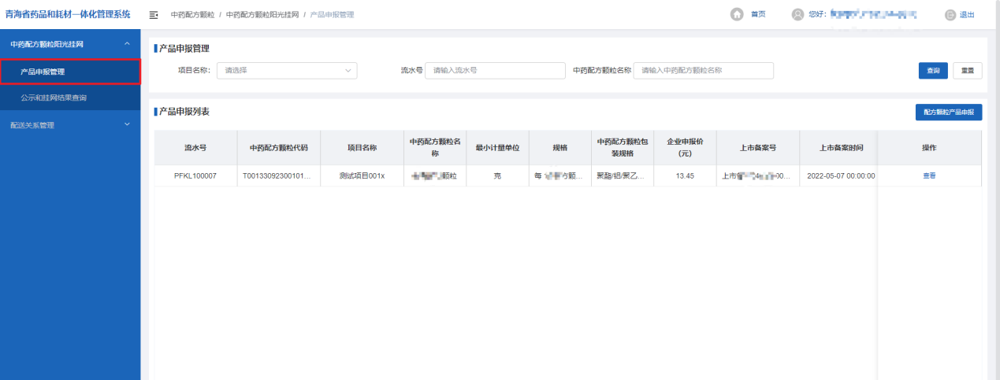 青海省药品和耗材一体化管理系统
中药配方颗粒 / 中药配方颗粒阳光挂网 / 产品申报管理
首页
您好：
退出
中药配方颗粒阳光挂网
产品申报管理
公示和挂网结果查询
配送关系管理
产品申报管理
项目名称： 请选择
流水号 请输入流水号
中药配方颗粒名称 请输入中药配方颗粒名称
查询
重置
产品申报列表
配方颗粒产品申报
流水号 中药配方颗粒代码 项目名称 中药配方颗粒名称 最小计量单位 规格 中药配方颗粒包装规格 企业申报价(元) 上市备案号 上市备案时间 操作
PFKL100007 T00133092300101... 测试项目001x 颗粒 克 每 方颗... 聚酯/铝/聚乙... 13.45 上市 00... 2022-05-07 00:00:00 查看